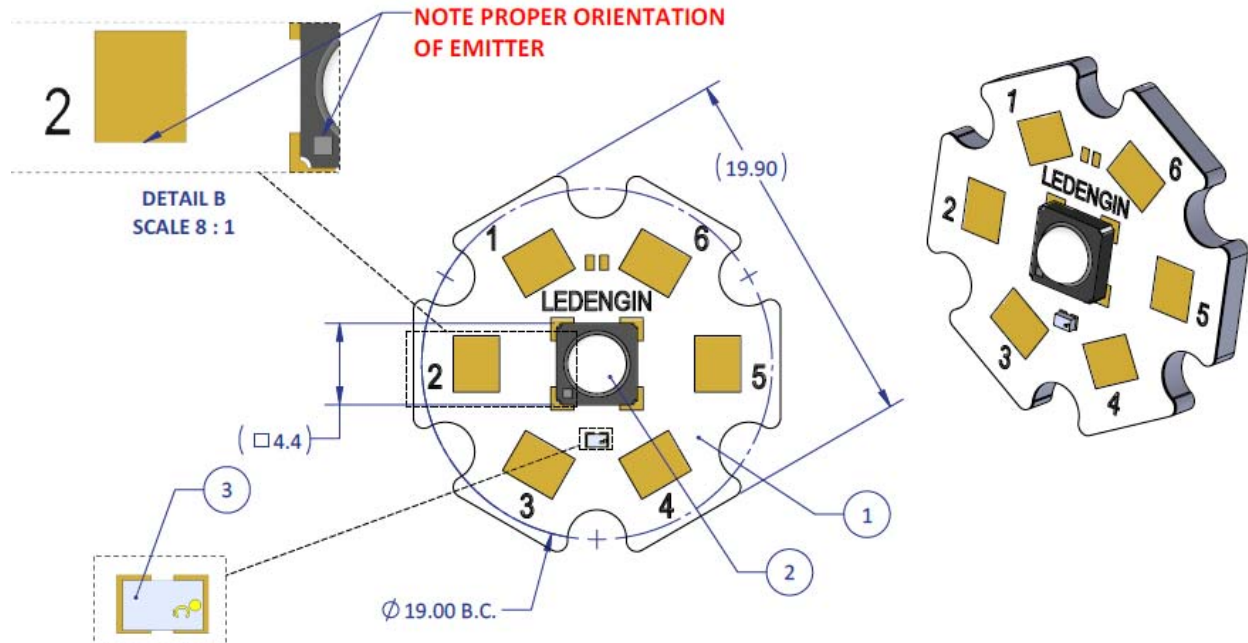 NOTE PROPER ORIENTATION
OF EMITTER
2
DETAIL B
SCALE 8 : 1
(19.90)
1
6
LEDENGIN
2
5
3
4
(□4.4)
3
1
2
Ø 19.00 B.C.
1
6
LEDENGIN
2
5
3
4